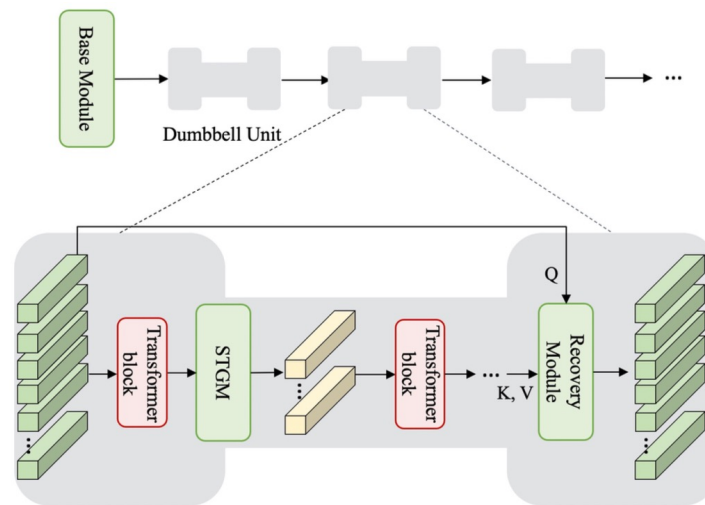 Base Module
...
Dumbbell Unit
Q
Transformer
block
STGM
Transformer
block
...
K, V
Recovery
Module
...
...
...